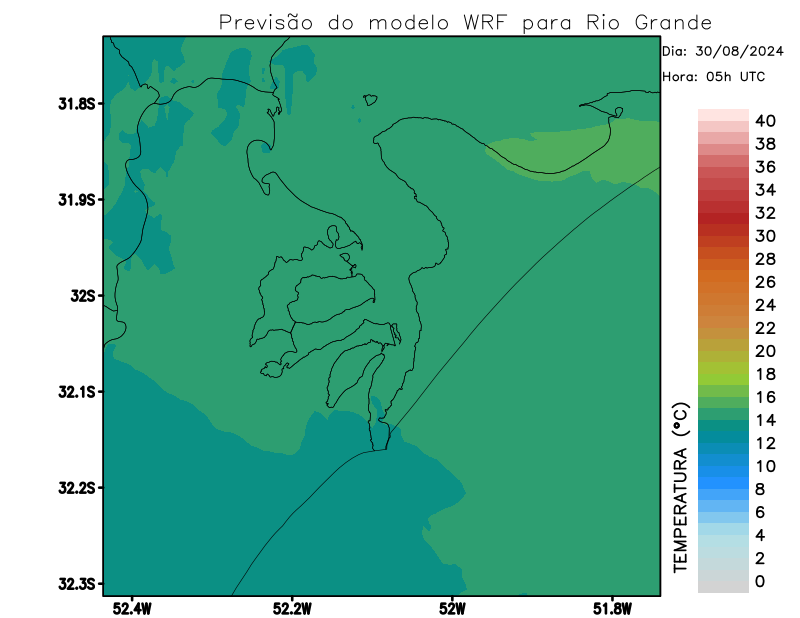 Previsão do modelo WRF para Rio Grande
Dia: 30/08/2024
Hora: 05h UTC
31.8S
31.9S
32S
32.1S
32.2S
32.3S
52.4W
52.2W
52W
51.8W
TEMPERATURA (°C)
40
38
36
34
32
30
28
26
24
22
20
18
16
14
12
10
8
6
4
2
0